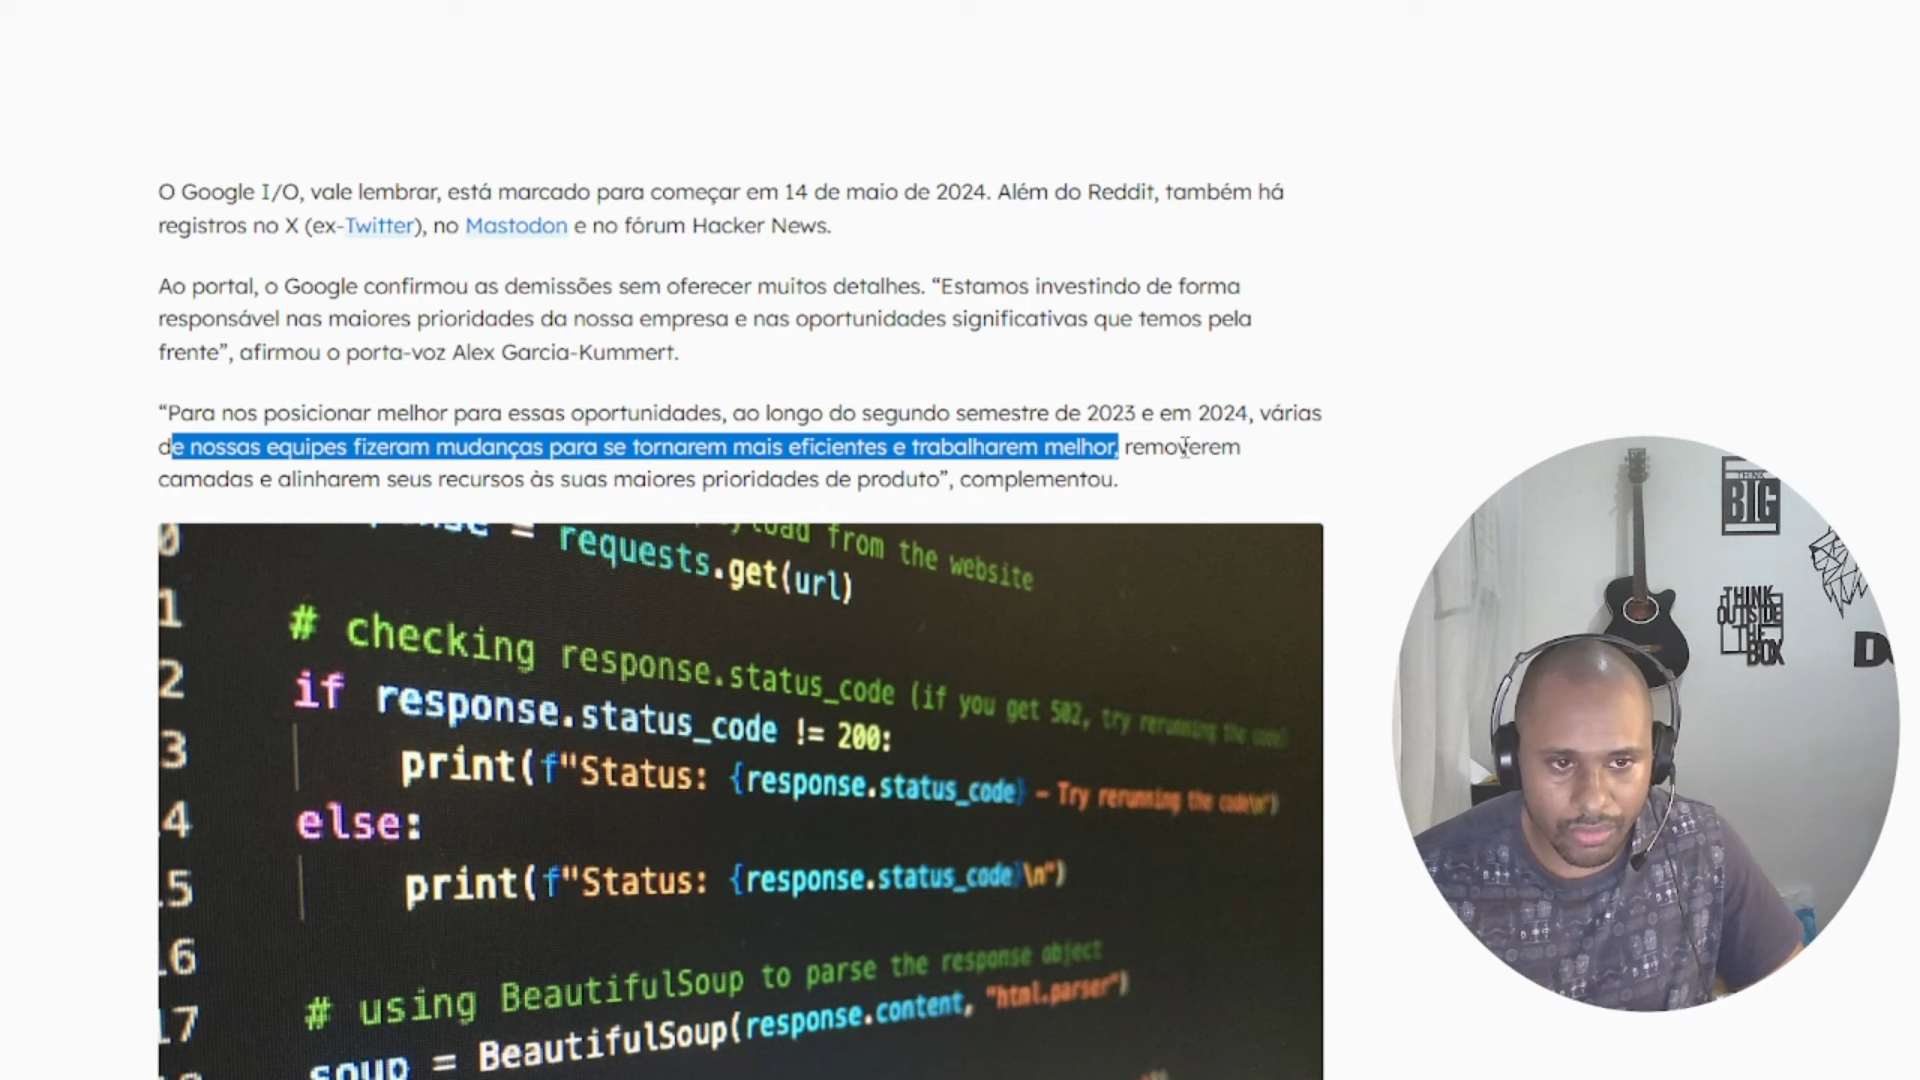 O Google I/O, vale lembrar, está marcado para começar em 14 de maio de 2024. Além do Reddit, também há
registros no X (ex-Twitter), no Mastodon e no fórum Hacker News.
Ao portal, o Google confirmou as demissões sem oferecer muitos detalhes. “Estamos investindo de forma
responsável nas maiores prioridades da nossa empresa e nas oportunidades significativas que temos pela
frente”, afirmou o porta-voz Alex Garcia-Kummert.
“Para nos posicionar melhor para essas oportunidades, ao longo do segundo semestre de 2023 e em 2024, várias
de nossas equipes fizeram mudanças para se tornarem mais eficientes e trabalharem melhor, removerem
camadas e alinharem seus recursos às suas maiores prioridades de produto”, complementou.
from the website
0 = requests.get(url)
1 # checking response.status_code (if you get 502, try rerunning the code)
2 if response.status_code != 200:
3 print(f"Status: {response.status_code} – Try rerunning the code\n")
.4 else:
.5 print(f"Status: {response.status_code}\n")
.6
# using BeautifulSoup to parse the response object
17 soup = BeautifulSoup(response.content, "html.parser")
THINK
BIG
THINK
OUTSIDE
THE
BOX